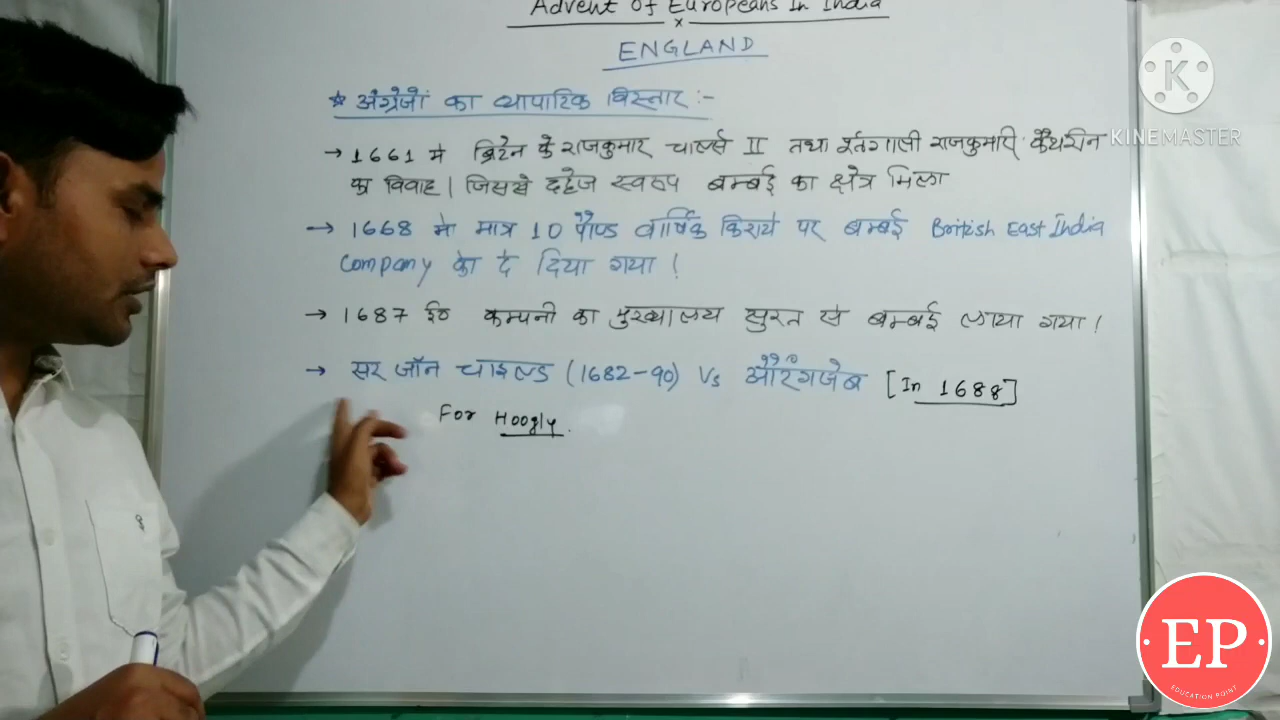 Advent of Europeans In India
x
ENGLAND
* अंग्रेजों का व्यापारिक विस्तार :-
→ 1661 में ब्रिटेन के राजकुमार चार्ल्स II तथा पुर्तगाली राजकुमारी कैथरीन
का विवाह। जिससे दहेज स्वरुप बम्बई का क्षेत्र मिला
→ 1668 में मात्र 10 पौण्ड वार्षिक किराये पर बम्बई British East India
Company को दे दिया गया।
→ 1687 ई० कम्पनी का मुख्यालय सुरत से बम्बई लाया गया।
→ सर जॉन चाइल्ड (1682-90) Vs औरंगजेब [In 1688]
For Hoogly.
K
KINEMASTER
EP
EDUCATION POINT